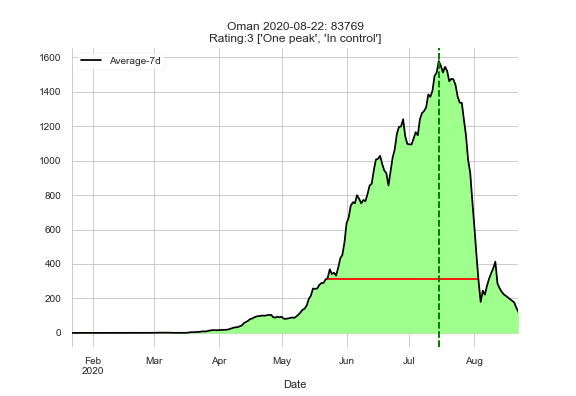 Oman 2020-08-22: 83769
Rating:3 ['One peak', 'In control']
Average-7d
1600
1400
1200
1000
800
600
400
200
0
Feb Mar Apr May Jun Jul Aug
2020
Date